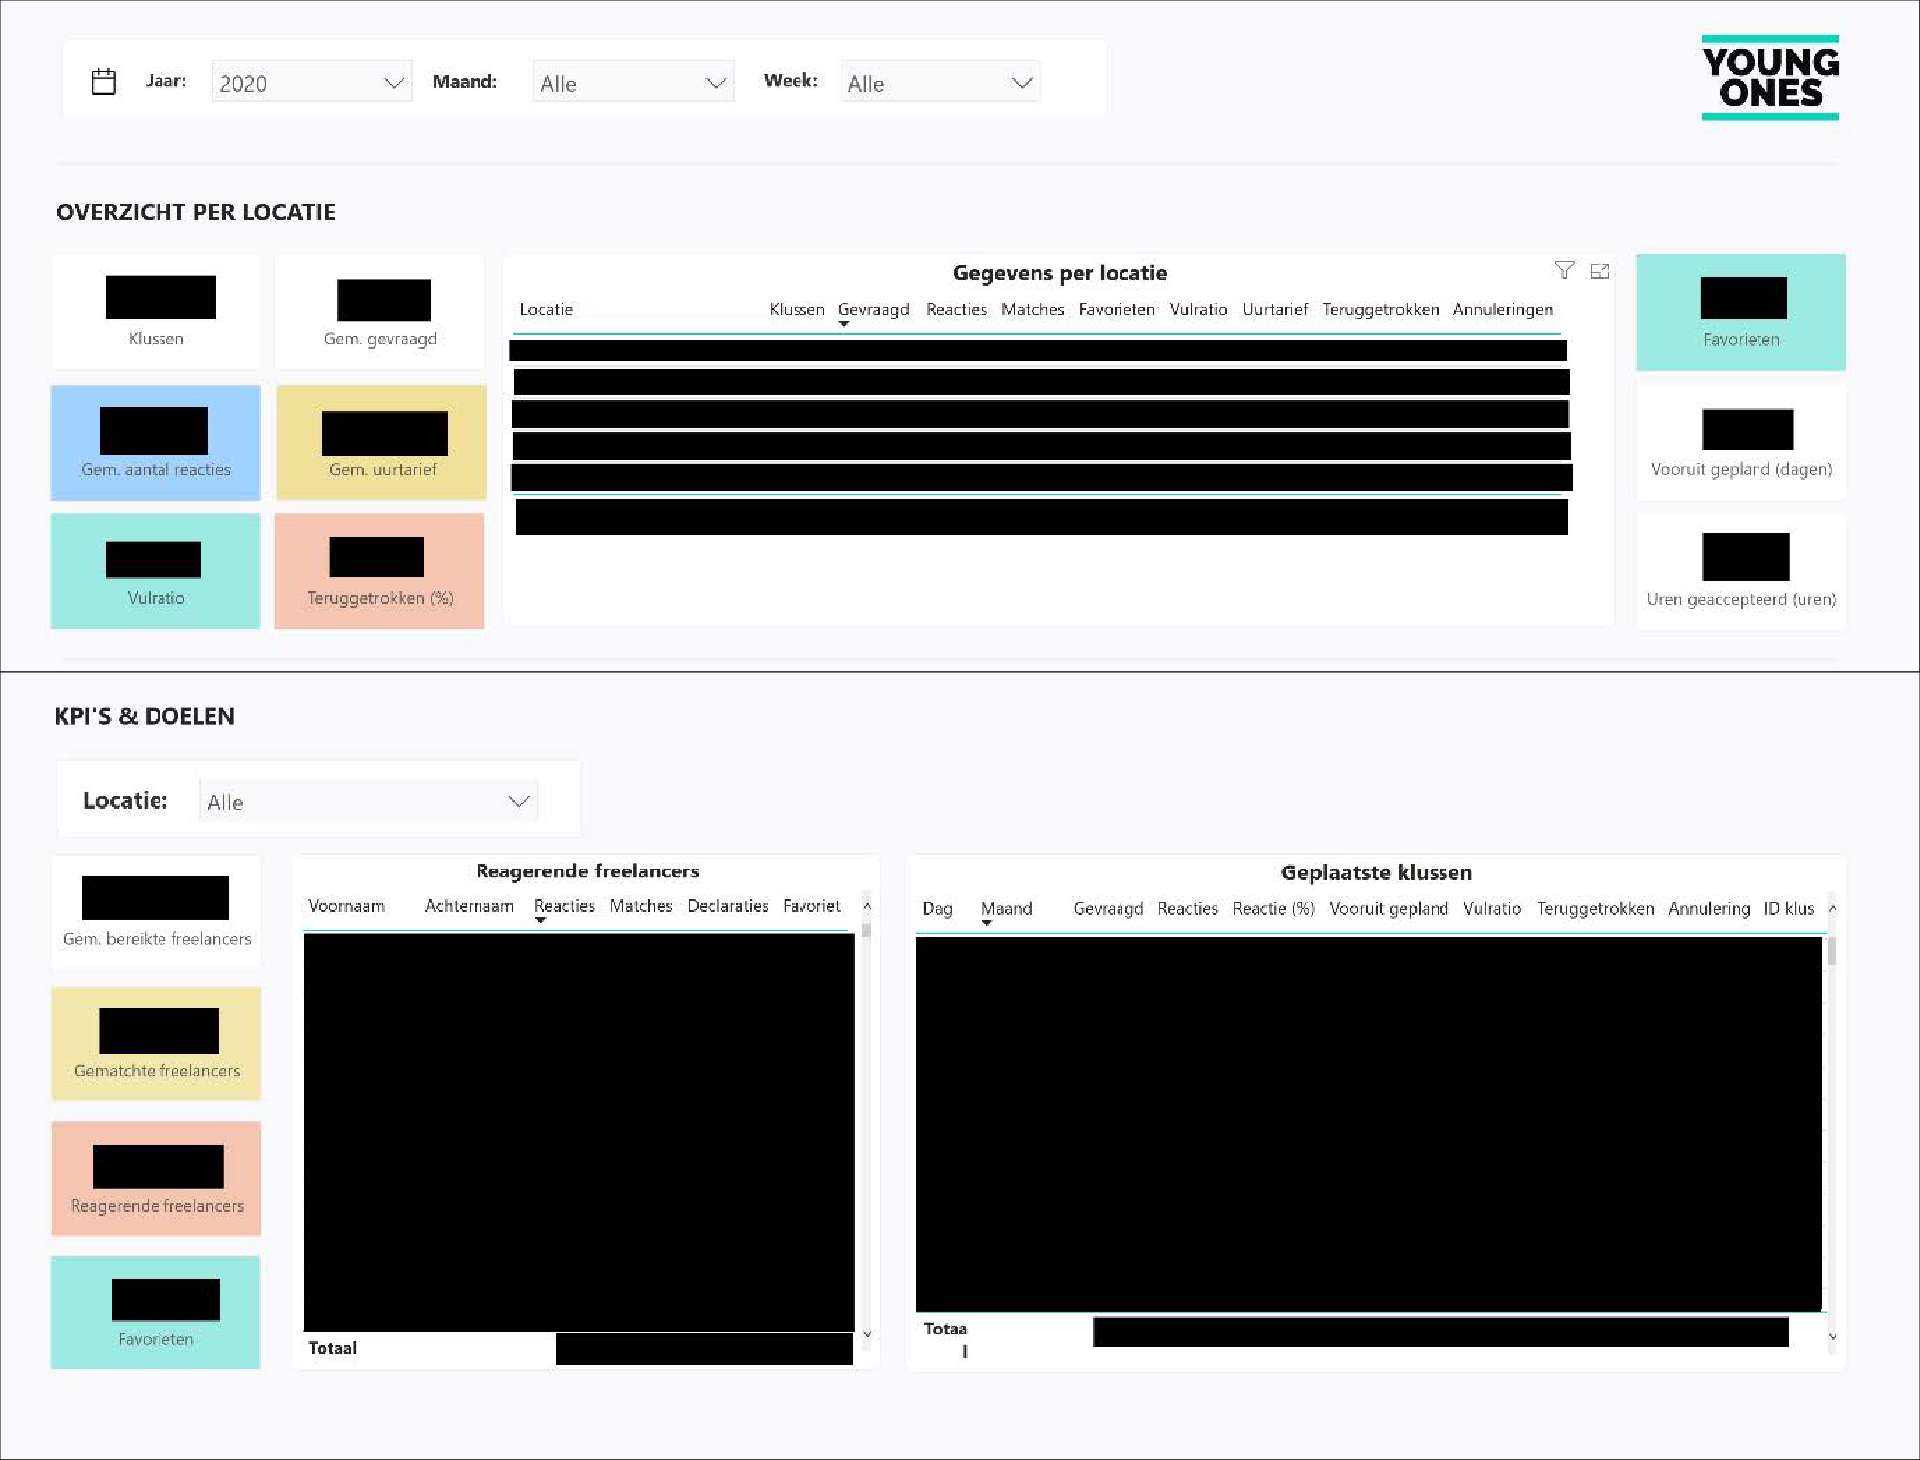 Jaar: 2020 Maand: Alle Week: Alle
YOUNG
ONES
OVERZICHT PER LOCATIE
Klussen
Gem. gevraagd
Gem. aantal reacties
Gem. uurtarief
Vulratio
Teruggetrokken (%)
Gegevens per locatie
Locatie Klussen Gevraagd Reacties Matches Favorieten Vulratio Uurtarief Teruggetrokken Annuleringen
Favorieten
Vooruit gepland (dagen)
Uren geaccepteerd (uren)
KPI'S & DOELEN
Locatie: Alle
Gem. bereikte freelancers
Gematchte freelancers
Reagerende freelancers
Favorieten
Reagerende freelancers
Voornaam Achternaam Reacties Matches Declaraties Favoriet
Totaal
Geplaatste klussen
Dag Maand Gevraagd Reacties Reactie (%) Vooruit gepland Vulratio Teruggetrokken Annulering ID klus
Totaa
l